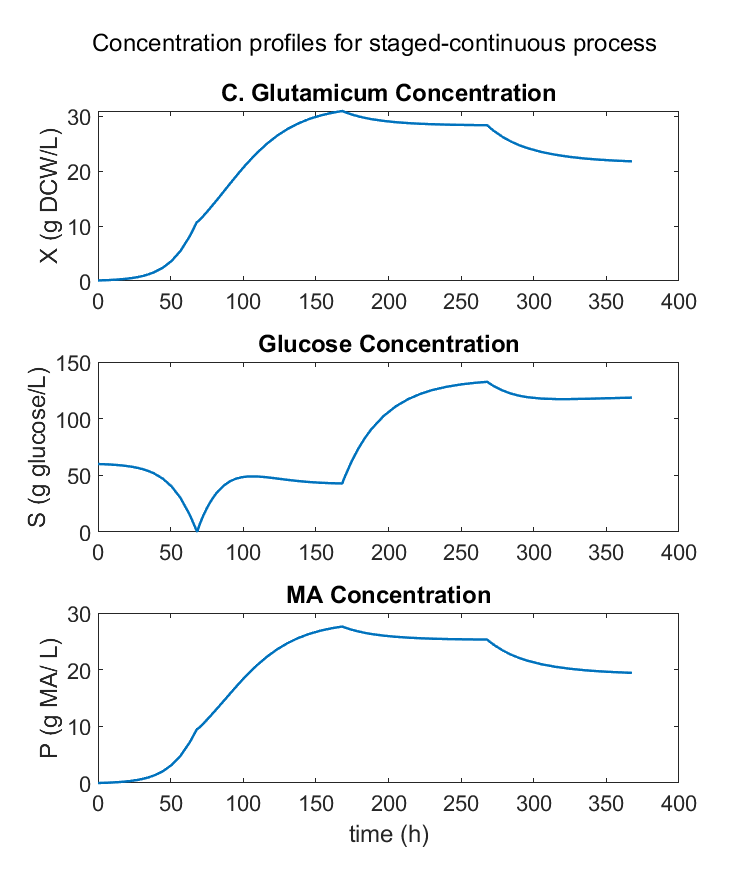 Concentration profiles for staged-continuous process
C. Glutamicum Concentration
X (g DCW/L)
30
20
10
0
0 50 100 150 200 250 300 350 400
Glucose Concentration
S (g glucose/L)
150
100
50
0
0 50 100 150 200 250 300 350 400
MA Concentration
P (g MA/ L)
30
20
10
0
0 50 100 150 200 250 300 350 400
time (h)